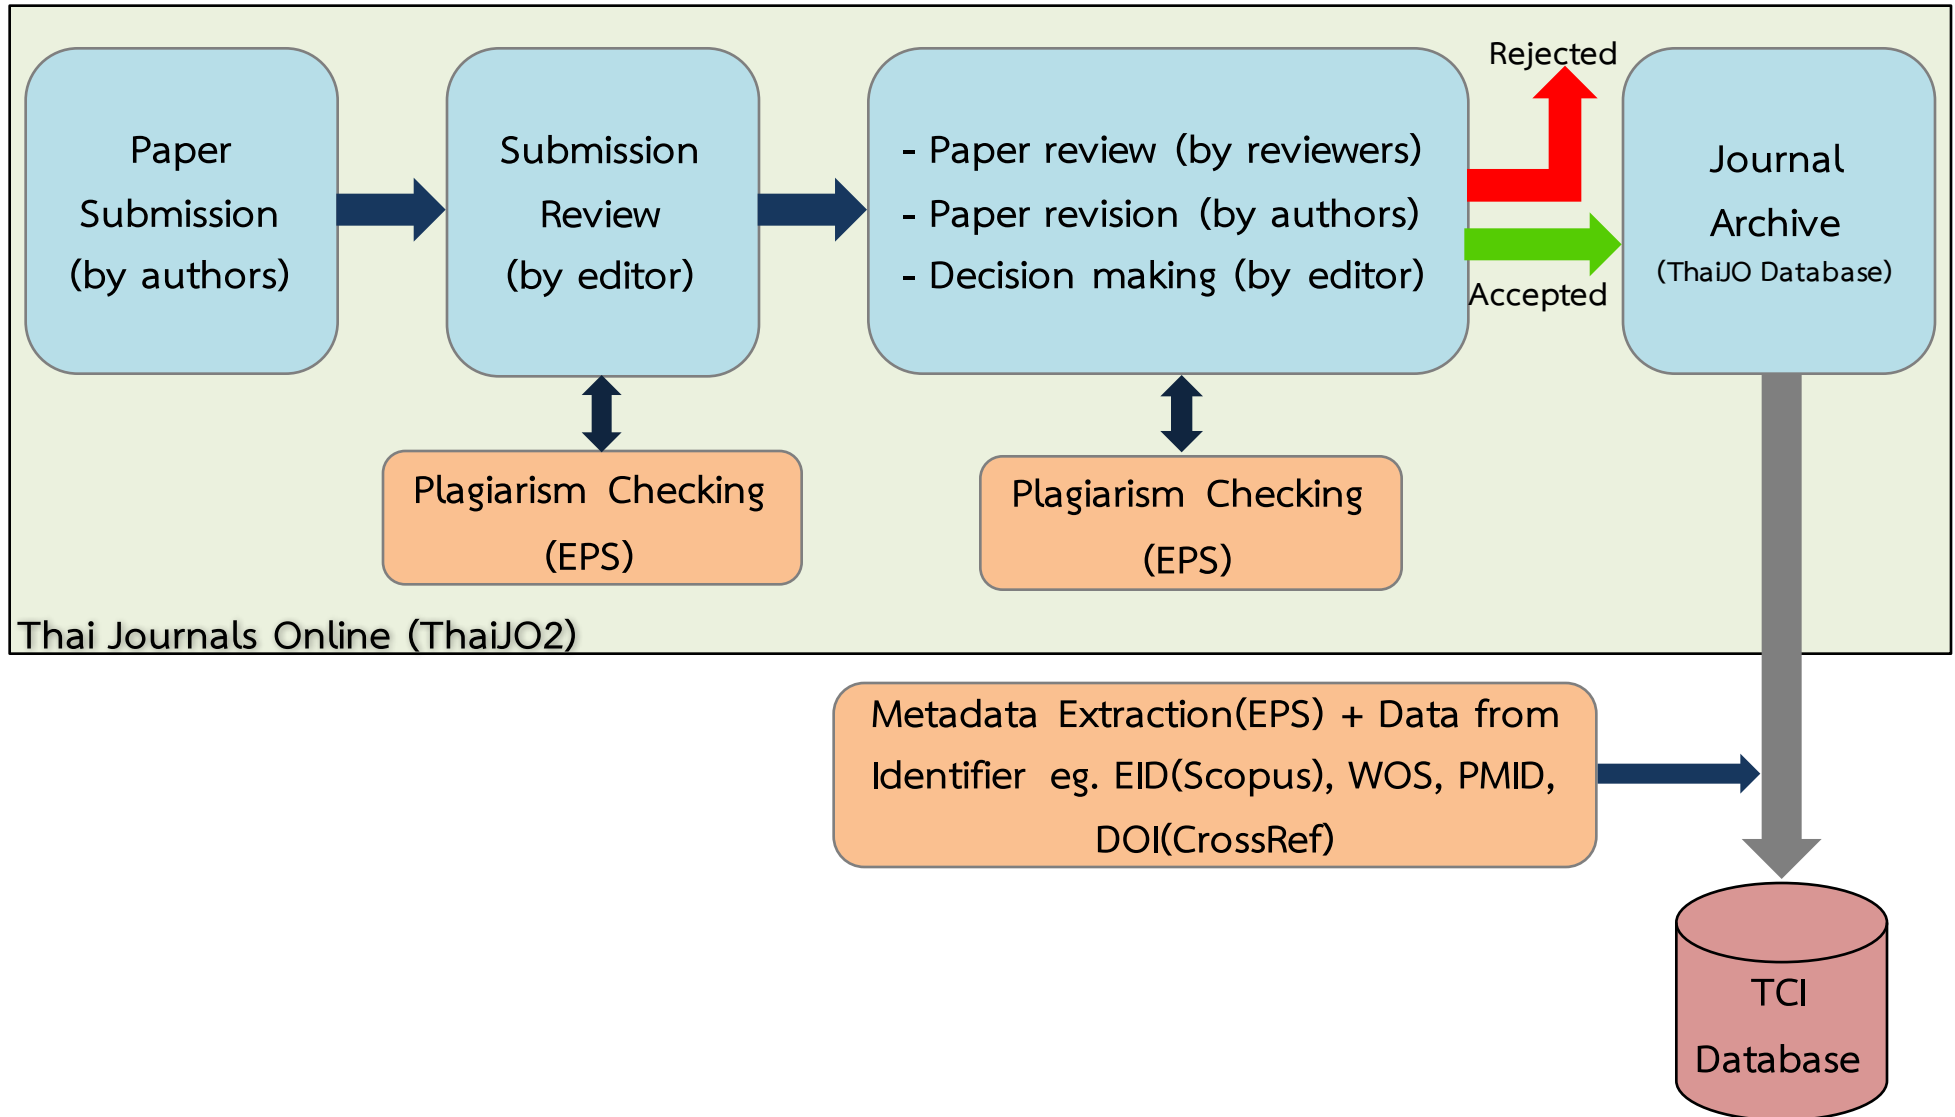 Paper
Submission
(by authors)
Submission
Review
(by editor)
- Paper review (by reviewers)
- Paper revision (by authors)
- Decision making (by editor)
Rejected
Accepted
Journal
Archive
(ThaiJO Database)
Plagiarism Checking
(EPS)
Plagiarism Checking
(EPS)
Thai Journals Online (ThaiJO2)
Metadata Extraction(EPS) + Data from
Identifier eg. EID(Scopus), WOS, PMID,
DOI(CrossRef)
TCI
Database